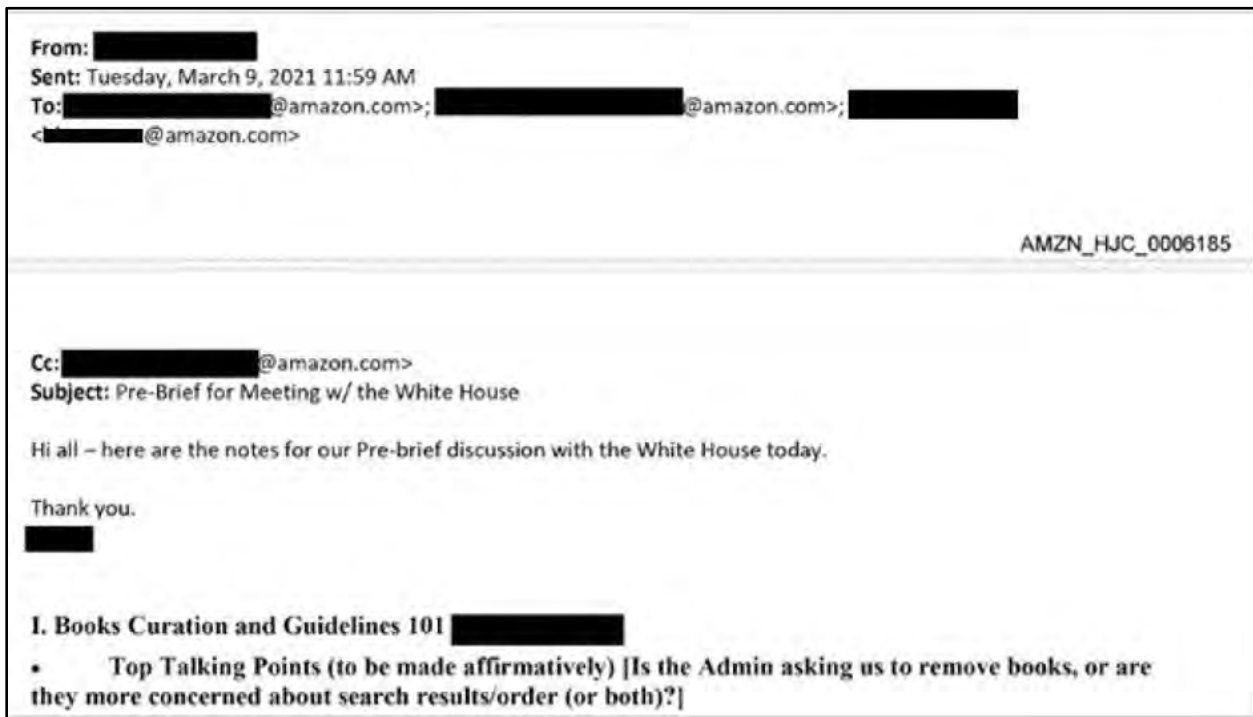 From:
Sent: Tuesday, March 9, 2021 11:59 AM
To: @amazon.com>; @amazon.com>;
< @amazon.com>
AMZN_HJC_0006185
Cc: @amazon.com>
Subject: Pre-Brief for Meeting w/ the White House
Hi all – here are the notes for our Pre-brief discussion with the White House today.
Thank you.
I. Books Curation and Guidelines 101
• Top Talking Points (to be made affirmatively) [Is the Admin asking us to remove books, or are
they more concerned about search results/order (or both)?]